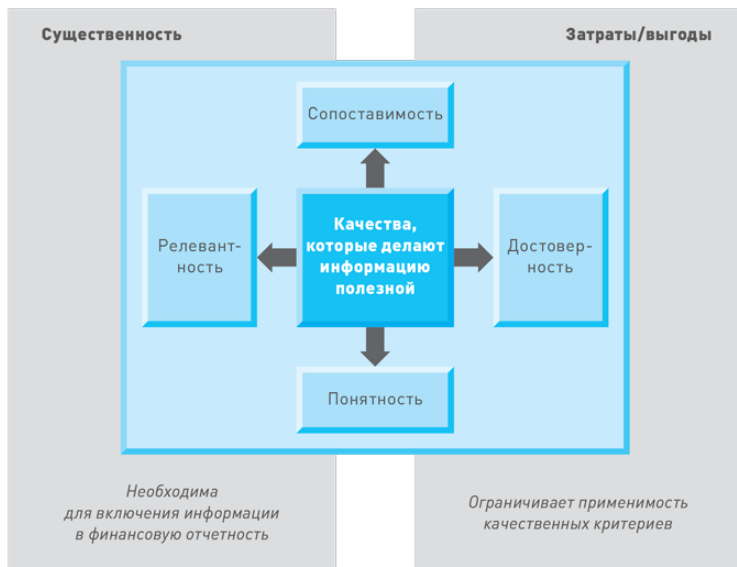 Существенность
Затраты/выгоды
Сопоставимость
Релевант-
ность
Качества,
которые делают
информацию
полезной
Достовер-
ность
Понятность
Необходима
для включения информации
в финансовую отчетность
Ограничивает применимость
качественных критериев